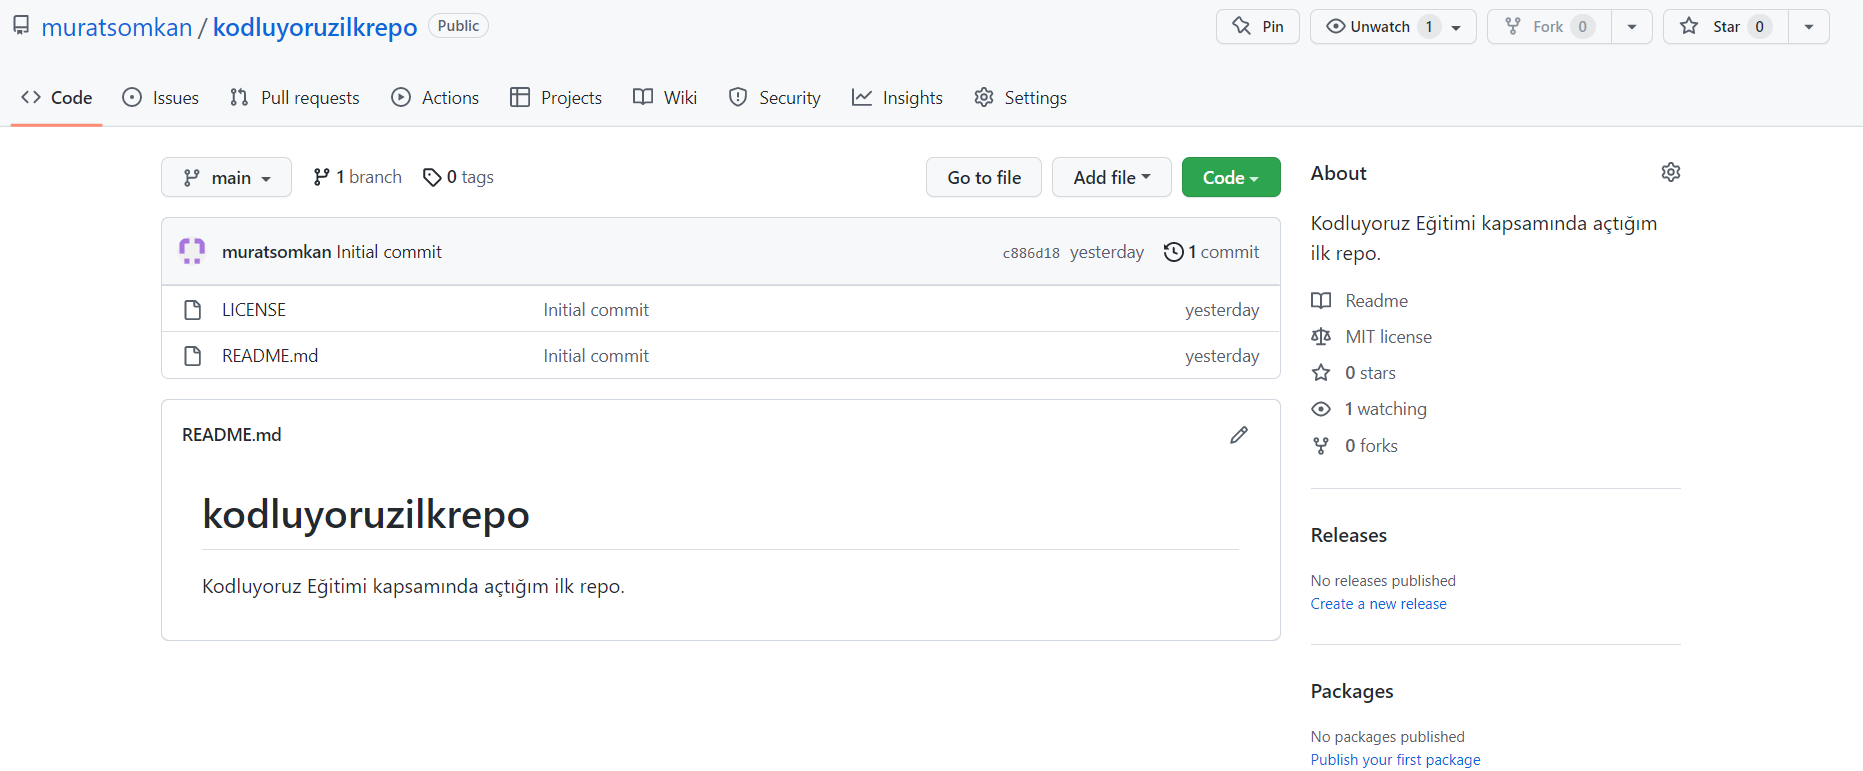 muratsomkan / kodluyoruzilkrepo Public
Pin Unwatch 1 Fork 0 Star 0
Code Issues Pull requests Actions Projects Wiki Security Insights Settings
main 1 branch 0 tags Go to file Add file Code
muratsomkan Initial commit c886d18 yesterday 1 commit
LICENSE Initial commit yesterday
README.md Initial commit yesterday
README.md
kodluyoruzilkrepo
Kodluyoruz Eğitimi kapsamında açtığım ilk repo.
About
Kodluyoruz Eğitimi kapsamında açtığım
ilk repo.
Readme
MIT license
0 stars
1 watching
0 forks
Releases
No releases published
Create a new release
Packages
No packages published
Publish your first package